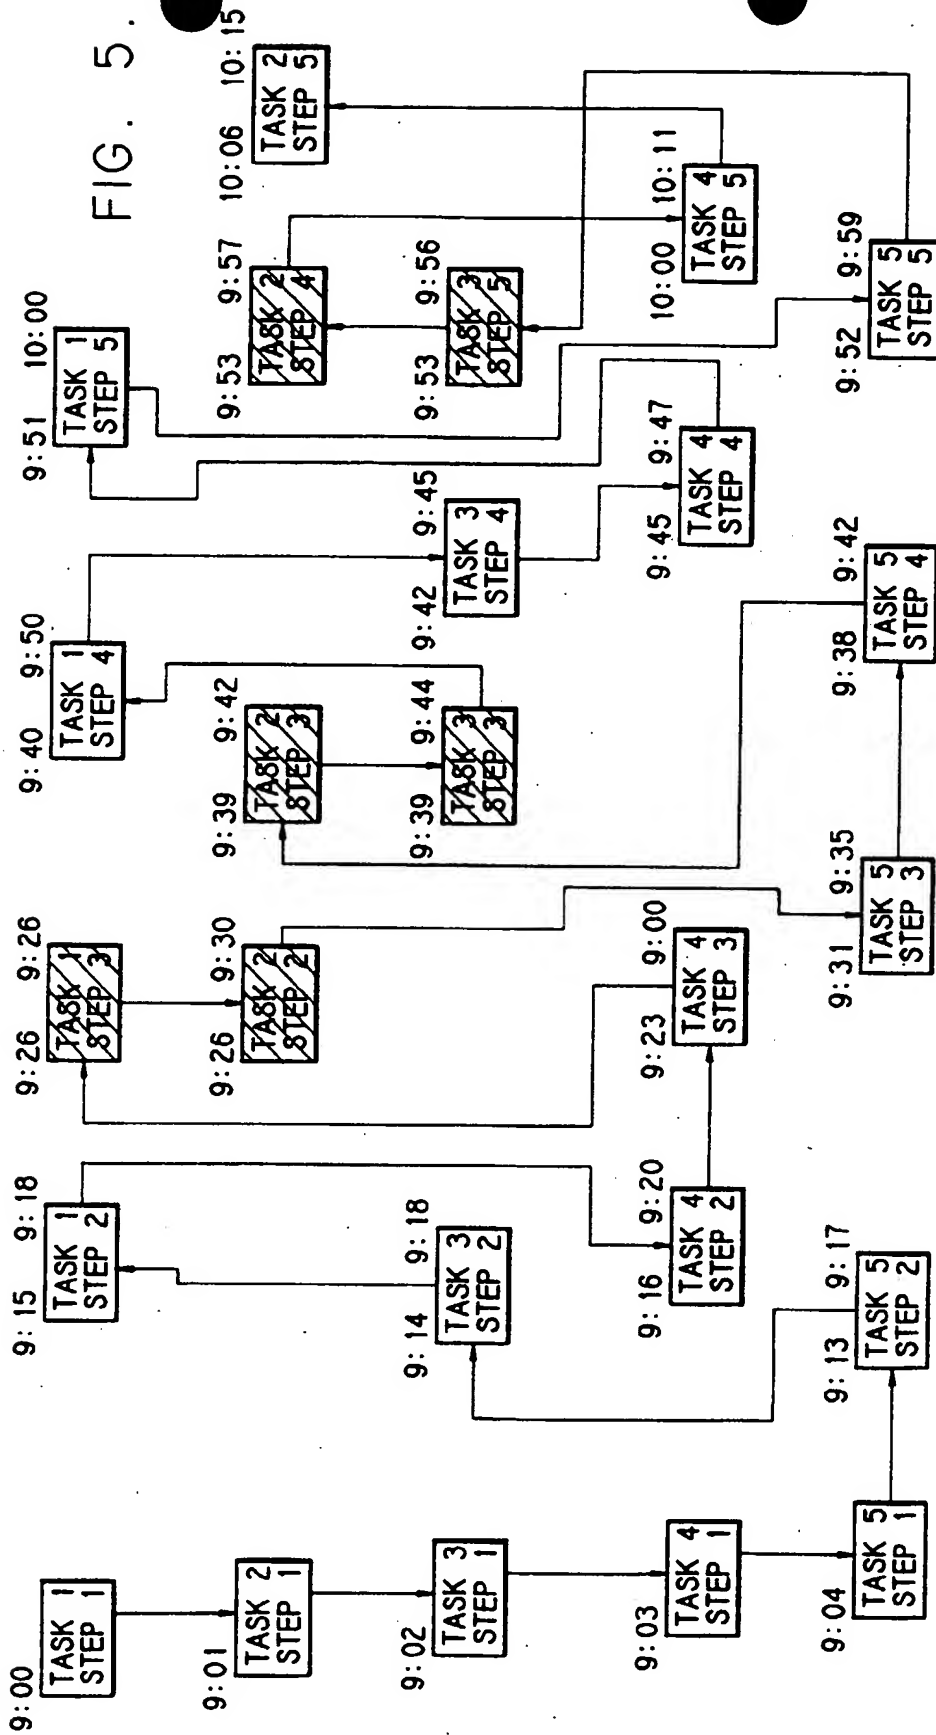 FIG. 5.
9:00
TASK 1
STEP 1
9:15 9:18
TASK 1
STEP 2
9:26 9:26
TASK 1
STEP 3
9:40 9:50
TASK 1
STEP 4
9:51 10:00
TASK 1
STEP 5
9:01
TASK 2
STEP 1
9:26 9:30
TASK 2
STEP 2
9:39 9:42
TASK 2
STEP 3
9:53 9:57
TASK 2
STEP 4
10:06 10:15
TASK 2
STEP 5
9:02
TASK 3
STEP 1
9:14 9:18
TASK 3
STEP 2
9:39 9:44
TASK 3
STEP 3
9:42 9:45
TASK 3
STEP 4
9:53 9:56
TASK 3
STEP 5
9:03
TASK 4
STEP 1
9:16 9:20
TASK 4
STEP 2
9:23 9:00
TASK 4
STEP 3
9:45 9:47
TASK 4
STEP 4
10:00 10:11
TASK 4
STEP 5
9:04
TASK 5
STEP 1
9:13 9:17
TASK 5
STEP 2
9:31 9:35
TASK 5
STEP 3
9:38 9:42
TASK 5
STEP 4
9:52 9:59
TASK 5
STEP 5